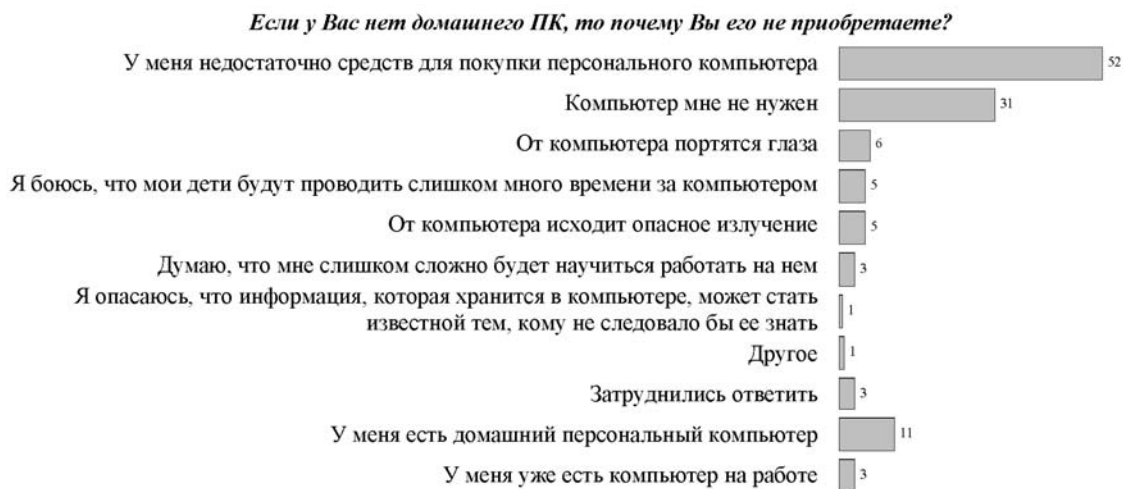 Если у Вас нет домашнего ПК, то почему Вы его не приобретаете?
У меня недостаточно средств для покупки персонального компьютера 52
Компьютер мне не нужен 31
От компьютера портятся глаза 6
Я боюсь, что мои дети будут проводить слишком много времени за компьютером 5
От компьютера исходит опасное излучение 5
Думаю, что мне слишком сложно будет научиться работать на нем 3
Я опасаюсь, что информация, которая хранится в компьютере, может стать
известной тем, кому не следовало бы ее знать 1
Другое 1
Затруднились ответить 3
У меня есть домашний персональный компьютер 11
У меня уже есть компьютер на работе 3